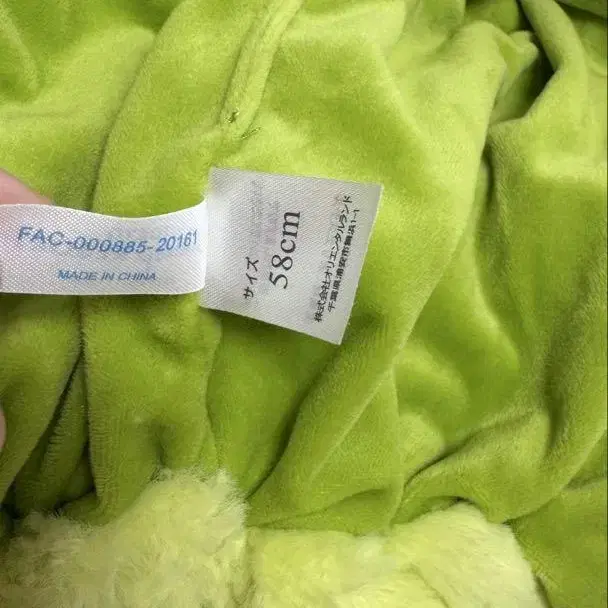 FAC-000885-20161
MADE IN CHINA
サイズ
58cm
株式会社オリエンタルランド
千葉県浦安市舞浜1-1